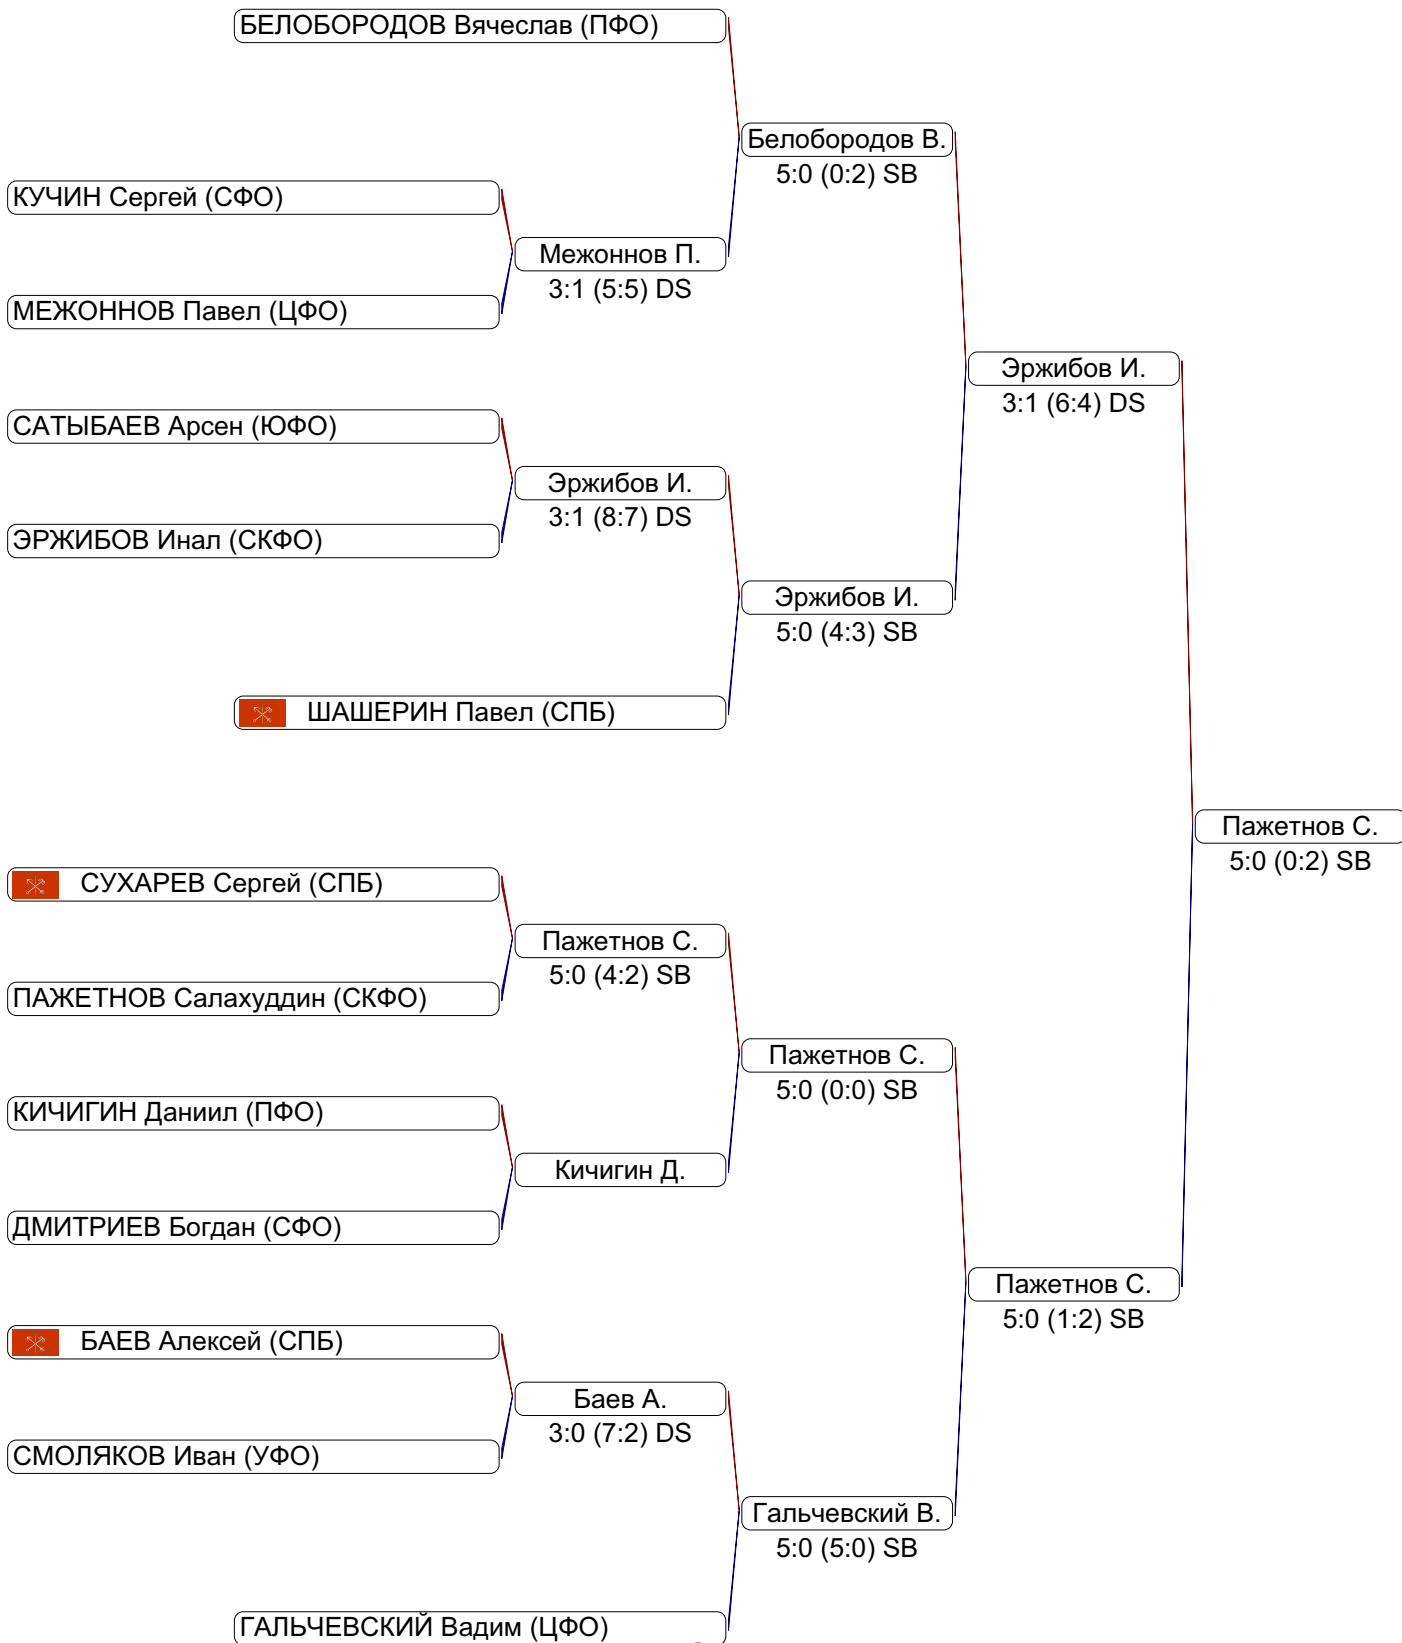 БЕЛОБОРОДОВ Вячеслав (ПФО)
Белобородов В.
5:0 (0:2) SB
КУЧИН Сергей (СФО)
Межоннов П.
3:1 (5:5) DS
МЕЖОННОВ Павел (ЦФО)
Эржибов И.
3:1 (6:4) DS
САТЫБАЕВ Арсен (ЮФО)
Эржибов И.
3:1 (8:7) DS
ЭРЖИБОВ Инал (СКФО)
Эржибов И.
5:0 (4:3) SB
ШАШЕРИН Павел (СПБ)
Пажетнов С.
5:0 (0:2) SB
СУХАРЕВ Сергей (СПБ)
Пажетнов С.
5:0 (4:2) SB
ПАЖЕТНОВ Салахуддин (СКФО)
Пажетнов С.
5:0 (0:0) SB
КИЧИГИН Даниил (ПФО)
Кичигин Д.
ДМИТРИЕВ Богдан (СФО)
Пажетнов С.
5:0 (1:2) SB
БАЕВ Алексей (СПБ)
Баев А.
3:0 (7:2) DS
СМОЛЯКОВ Иван (УФО)
Гальчевский В.
5:0 (5:0) SB
ГАЛЬЧЕВСКИЙ Вадим (ЦФО)